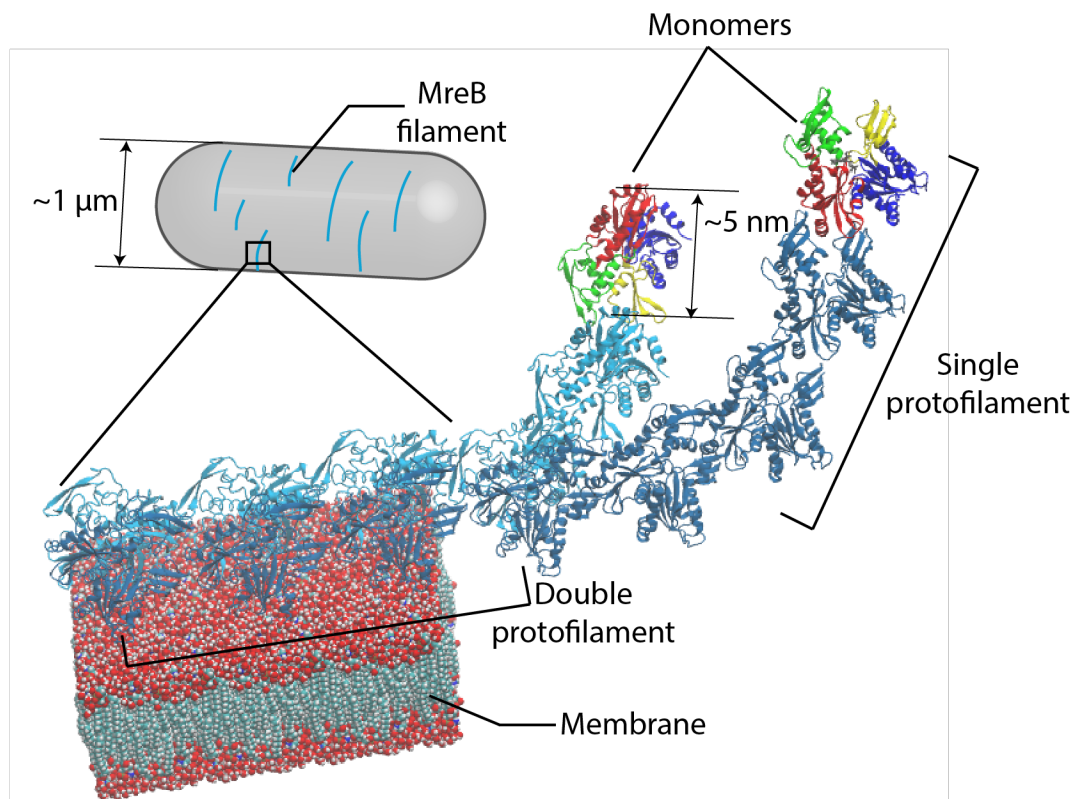 Monomers
MreB
filament
~1 μm
~5 nm
Single
protofilament
Double
protofilament
Membrane